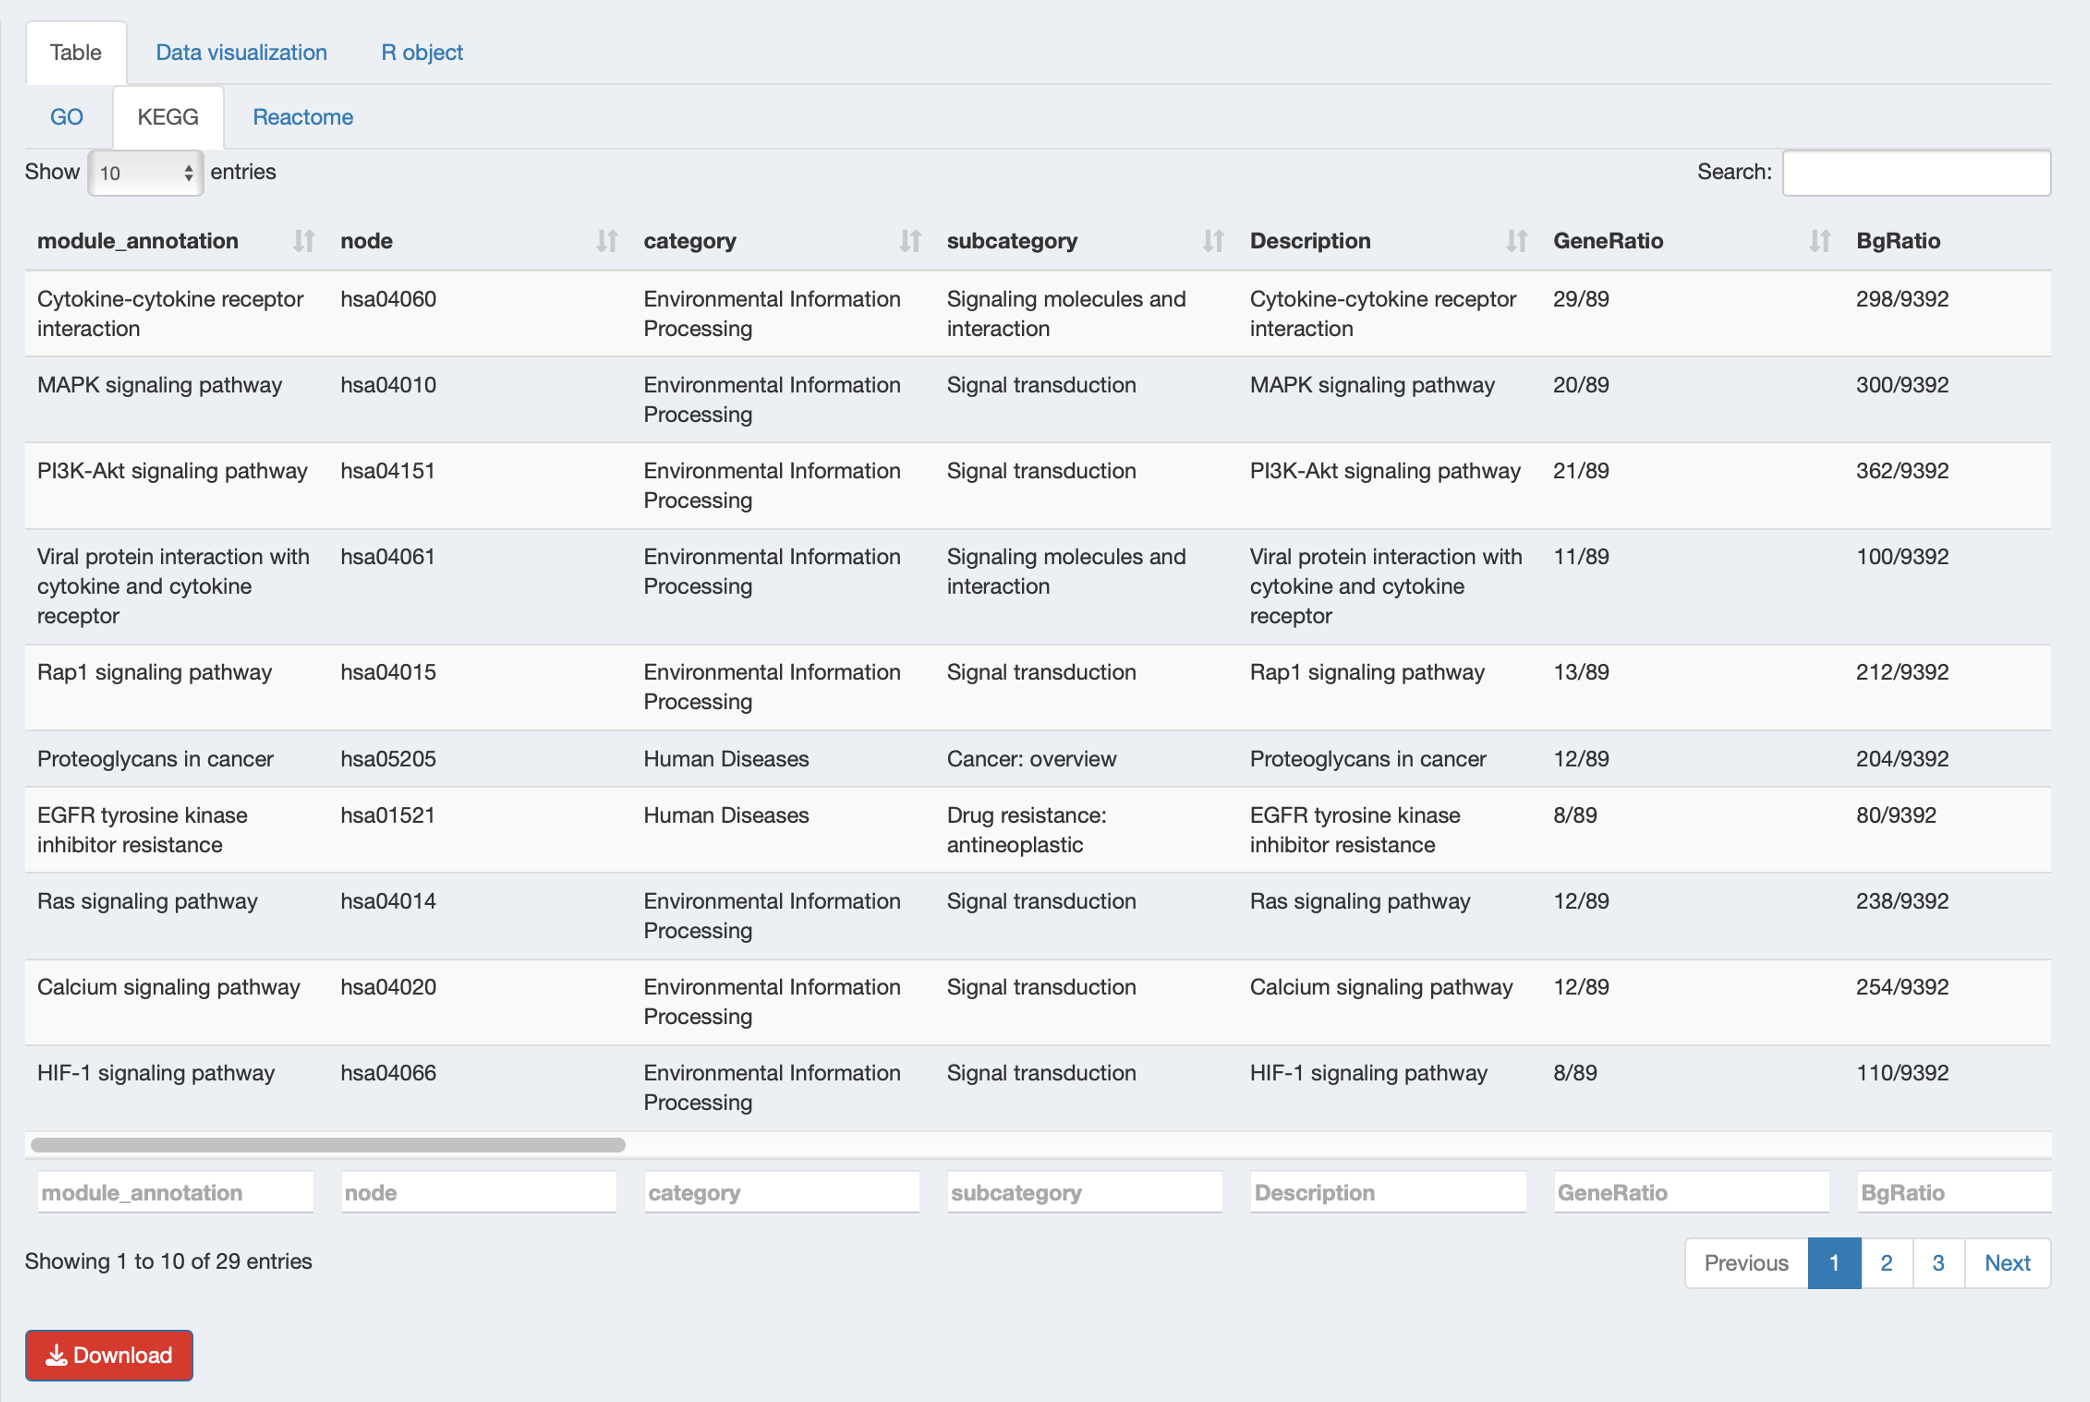 Table Data visualization R object
GO KEGG Reactome
Show 10 entries Search:
module_annotation node category subcategory Description GeneRatio BgRatio
Cytokine-cytokine receptor hsa04060 Environmental Information Signaling molecules and Cytokine-cytokine receptor 29/89 298/9392
interaction Processing interaction interaction
MAPK signaling pathway hsa04010 Environmental Information Signal transduction MAPK signaling pathway 20/89 300/9392
Processing
PI3K-Akt signaling pathway hsa04151 Environmental Information Signal transduction PI3K-Akt signaling pathway 21/89 362/9392
Processing
Viral protein interaction with hsa04061 Environmental Information Signaling molecules and Viral protein interaction with 11/89 100/9392
cytokine and cytokine Processing interaction cytokine and cytokine
receptor receptor
Rap1 signaling pathway hsa04015 Environmental Information Signal transduction Rap1 signaling pathway 13/89 212/9392
Processing
Proteoglycans in cancer hsa05205 Human Diseases Cancer: overview Proteoglycans in cancer 12/89 204/9392
EGFR tyrosine kinase hsa01521 Human Diseases Drug resistance: EGFR tyrosine kinase 8/89 80/9392
inhibitor resistance antineoplastic inhibitor resistance
Ras signaling pathway hsa04014 Environmental Information Signal transduction Ras signaling pathway 12/89 238/9392
Processing
Calcium signaling pathway hsa04020 Environmental Information Signal transduction Calcium signaling pathway 12/89 254/9392
Processing
HIF-1 signaling pathway hsa04066 Environmental Information Signal transduction HIF-1 signaling pathway 8/89 110/9392
Processing
module_annotation node category subcategory Description GeneRatio BgRatio
Showing 1 to 10 of 29 entries Previous 1 2 3 Next
Download